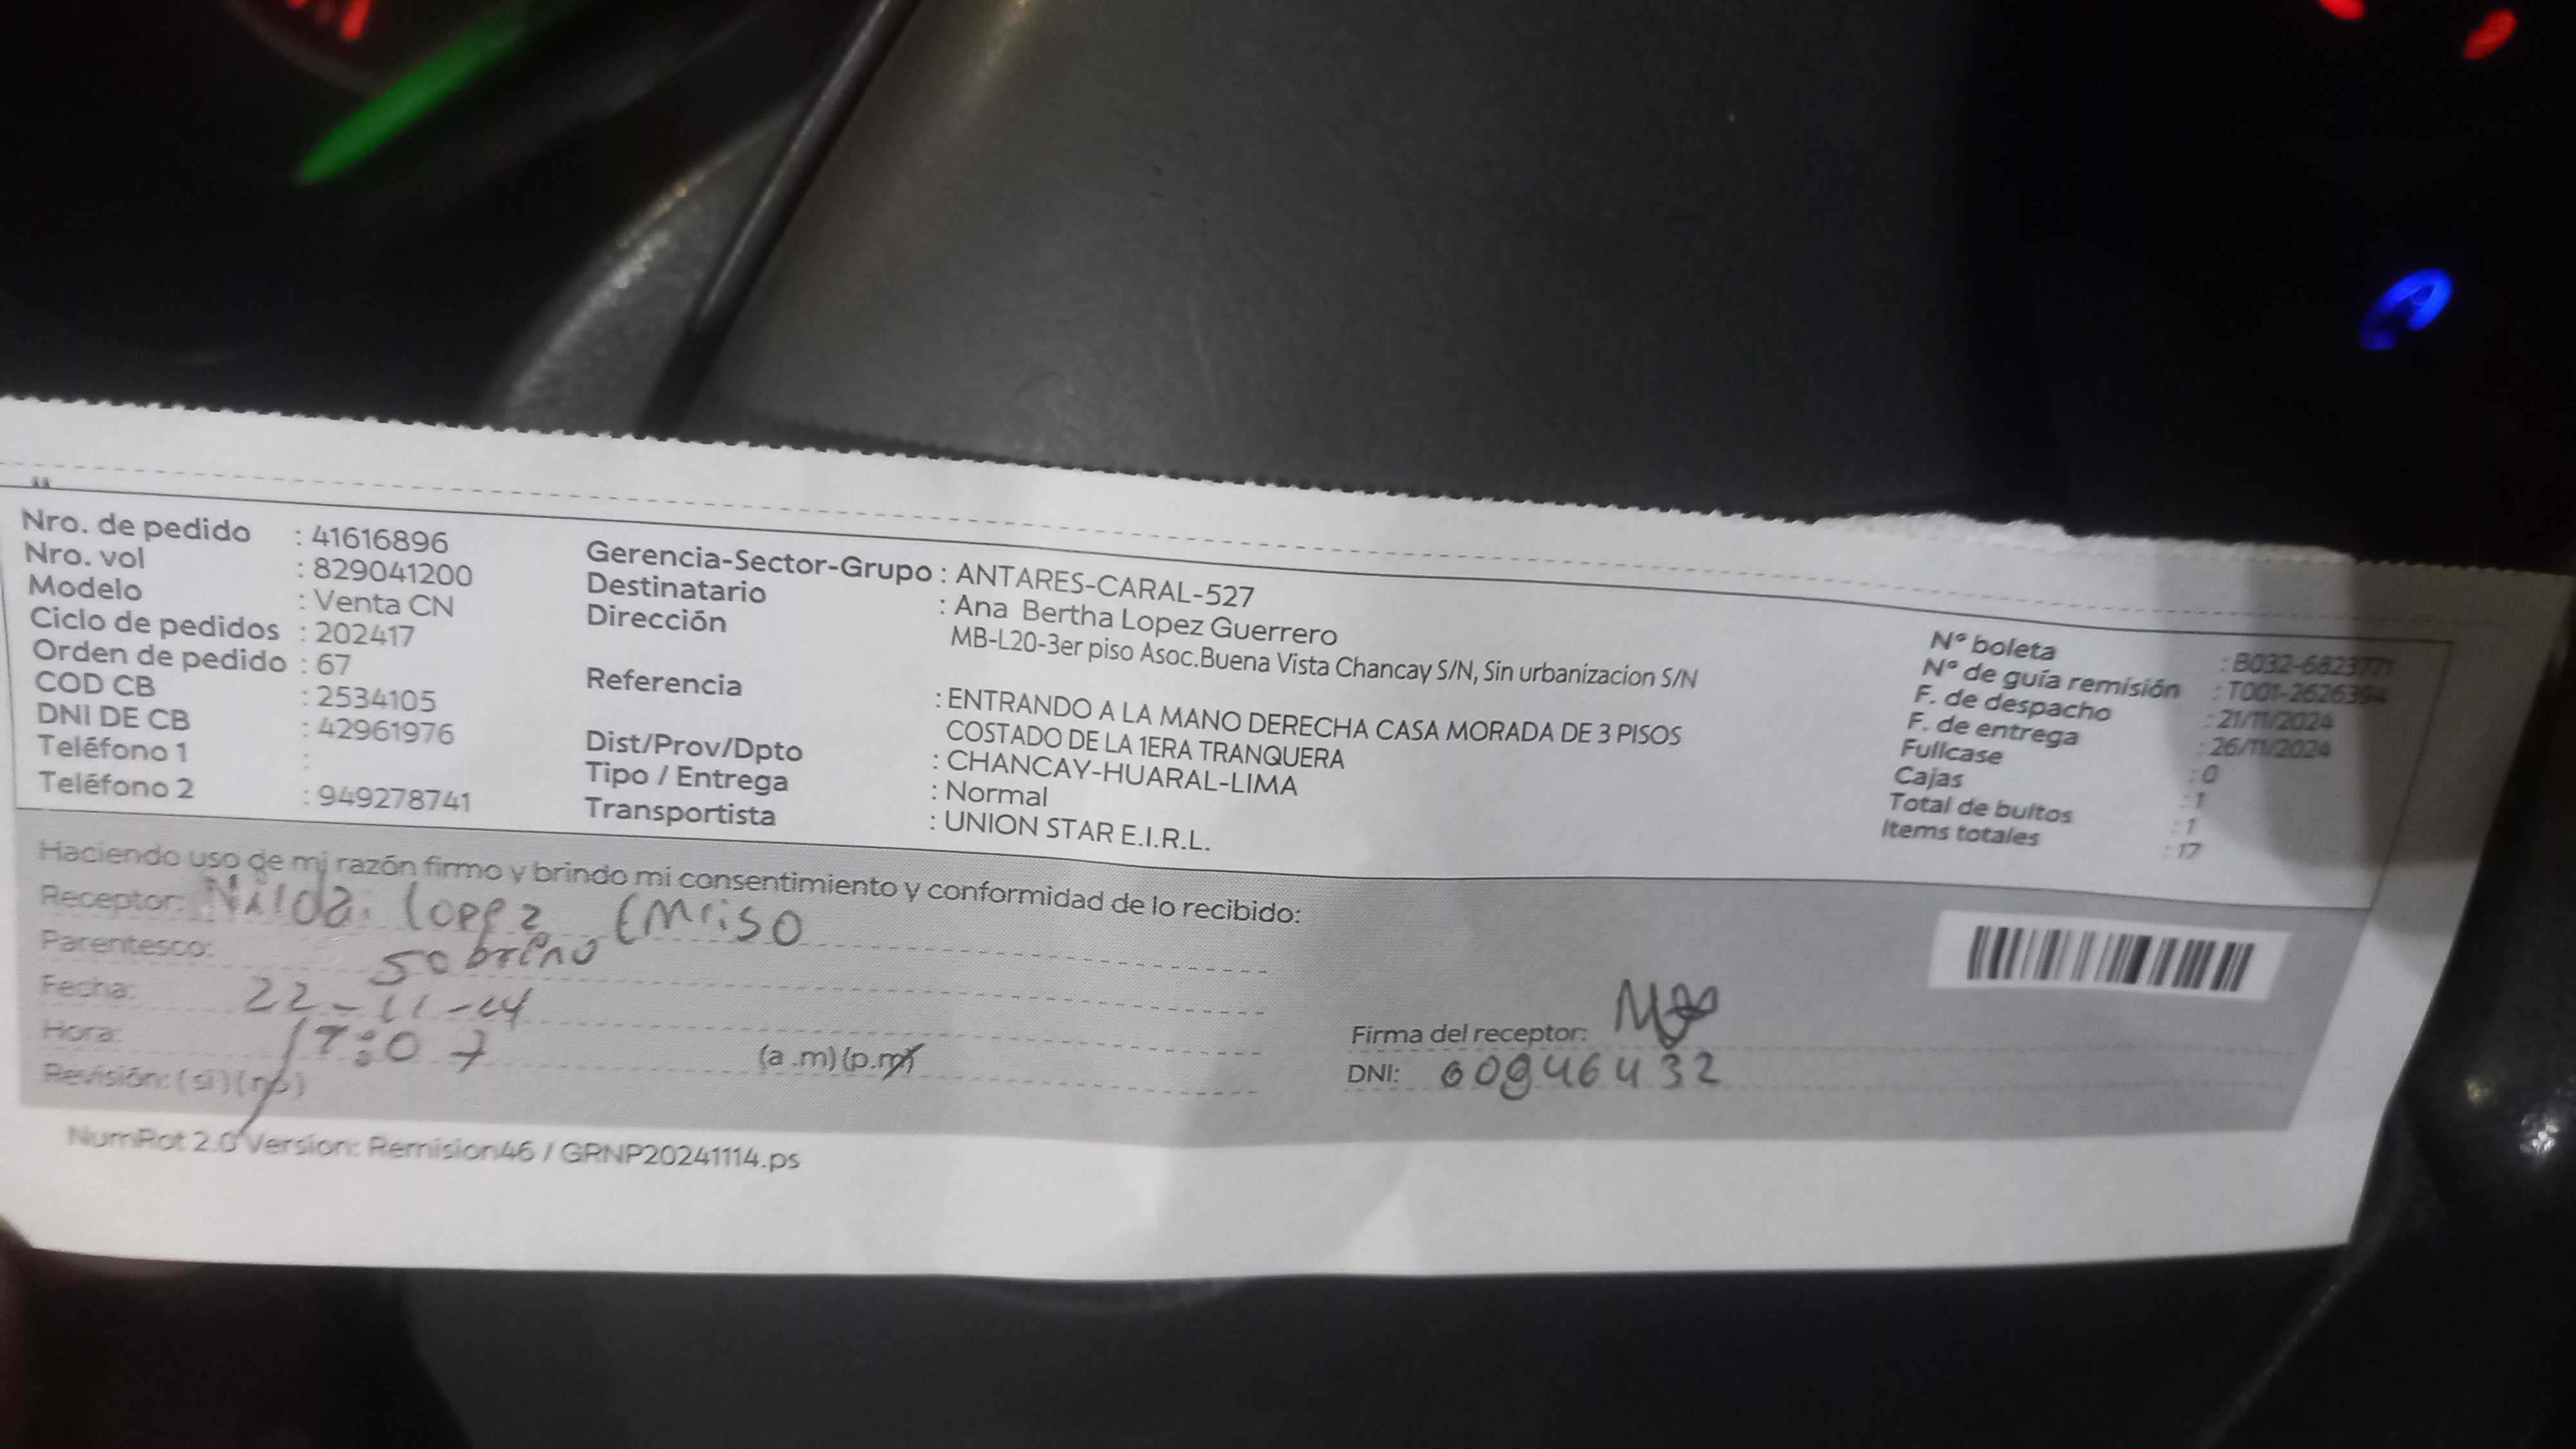 Nro. de pedido : 41616896
Nro. vol : 829041200
Modelo : Venta CN
Ciclo de pedidos : 202417
Orden de pedido : 67
COD CB : 2534105
DNI DE CB : 42961976
Teléfono 1 :
Teléfono 2 : 949278741
Gerencia-Sector-Grupo : ANTARES-CARAL-527
Destinatario : Ana Bertha Lopez Guerrero
Dirección MB-L20-3er piso Asoc.Buena Vista Chancay S/N, Sin urbanizacion S/N
Referencia : ENTRANDO A LA MANO DERECHA CASA MORADA DE 3 PISOS
COSTADO DE LA 1ERA TRANQUERA
Dist/Prov/Dpto : CHANCAY-HUARAL-LIMA
Tipo / Entrega : Normal
Transportista : UNION STAR E.I.R.L.
N° boleta : B032-6823771
N° de guía remisión : T001-2626394
F. de despacho : 21/11/2024
F. de entrega : 26/11/2024
Fullcase : 0
Cajas : 1
Total de bultos : 1
Items totales : 17
Haciendo uso de mi razón firmo y brindo mi consentimiento y conformidad de lo recibido:
Receptor: Nilda Lopez
Parentesco: sobrino
Fecha: 22-11-24
Hora: 17:07 (a .m) (p.m)
Revisión: (si) (no)
Firma del receptor:
DNI: 60946432
NumRot 2.0 Version: Remision46 / GRNP20241114.ps